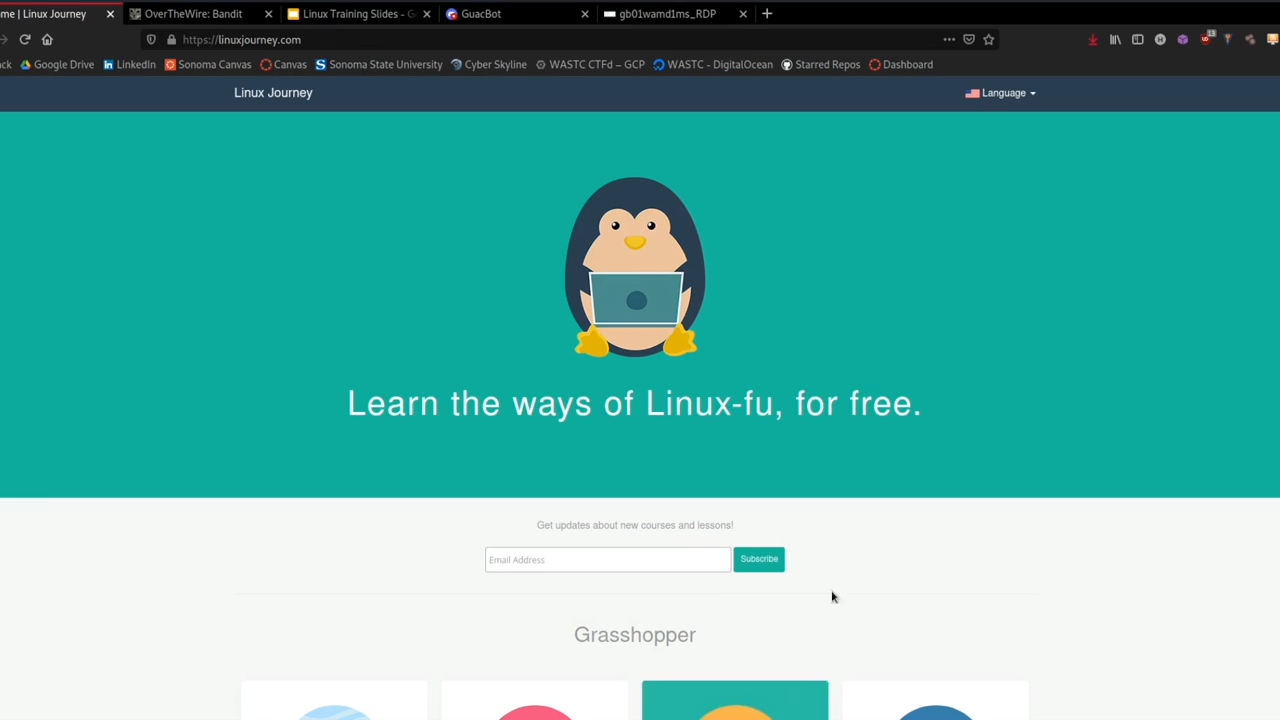 me | Linux Journey
OverTheWire: Bandit
Linux Training Slides - G
GuacBot
gb01wamd1ms_RDP
https://linuxjourney.com
13
ack
Google Drive
LinkedIn
Sonoma Canvas
Canvas
Sonoma State University
Cyber Skyline
WASTC CTFd – GCP
WASTC - DigitalOcean
Starred Repos
Dashboard
Linux Journey
Language
Learn the ways of Linux-fu, for free.
Get updates about new courses and lessons!
Email Address
Subscribe
Grasshopper